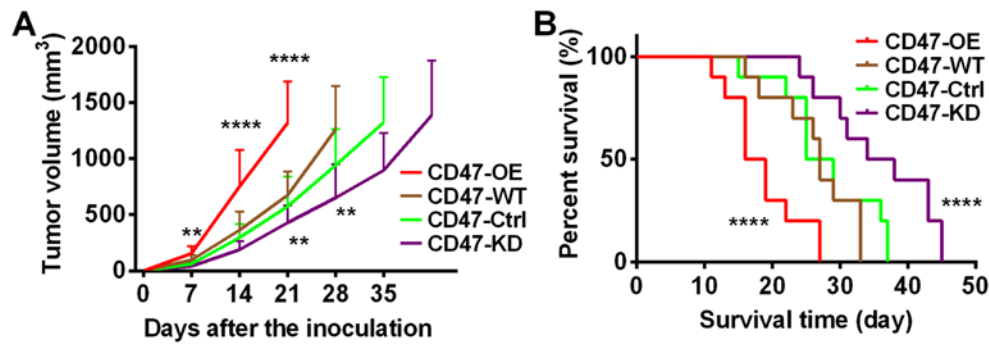 A
Tumor volume (mm³)
2000
1500
1000
500
0
**
****
****
**
**
CD47-OE
CD47-WT
CD47-Ctrl
CD47-KD
0 7 14 21 28 35
Days after the inoculation
B
Percent survival (%)
100
50
0
****
****
CD47-OE
CD47-WT
CD47-Ctrl
CD47-KD
0 10 20 30 40 50
Survival time (day)